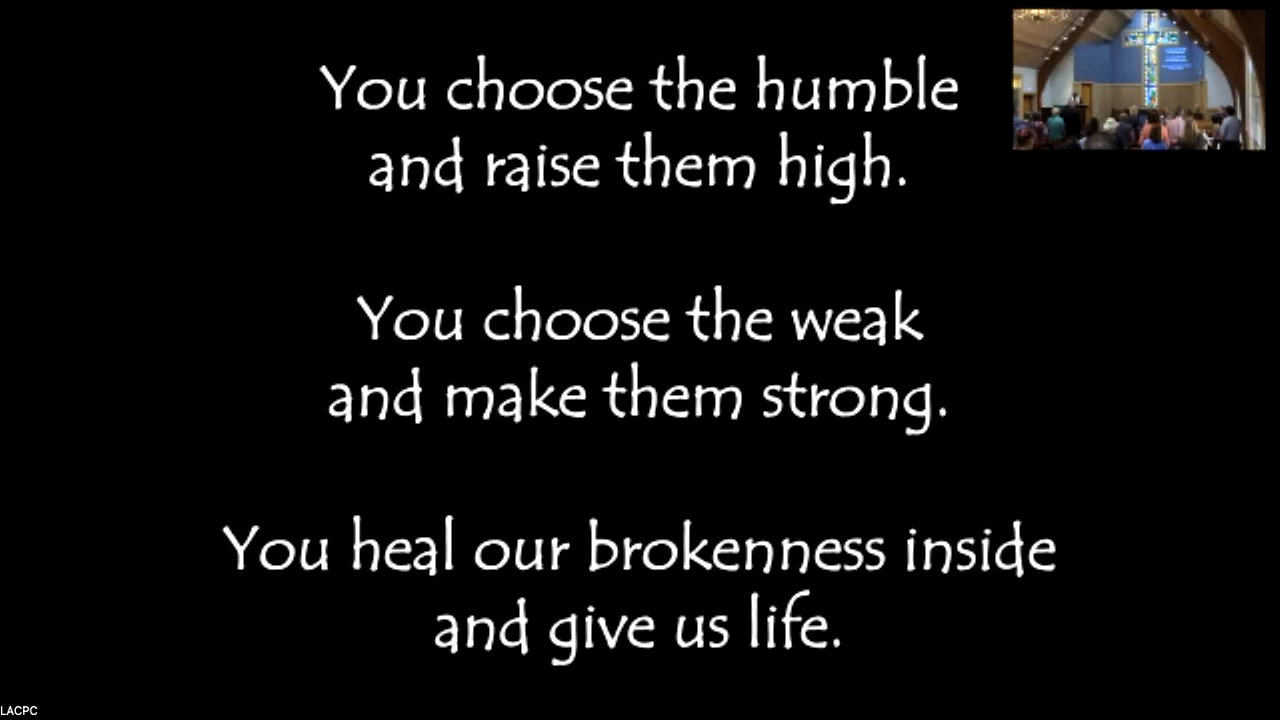 You choose the humble
and raise them high.
You choose the weak
and make them strong.
You heal our brokenness inside
and give us life.
LACPC